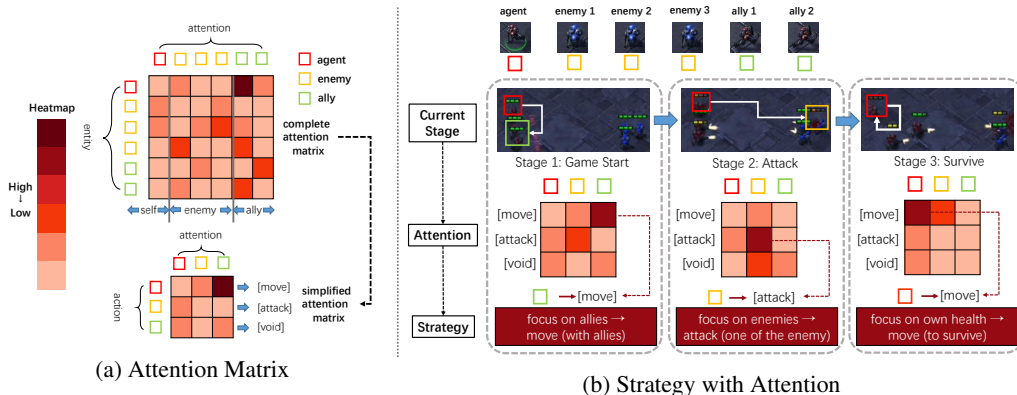 attention
agent
enemy
ally
Heatmap
High
↓
Low
entity
complete
attention
matrix
self
enemy
ally
attention
action
[move]
[attack]
[void]
simplified
attention
matrix
(a) Attention Matrix
agent
enemy 1
enemy 2
enemy 3
ally 1
ally 2
Current
Stage
Attention
Strategy
Stage 1: Game Start
[move]
[attack]
[void]
→[move]
focus on allies →
move (with allies)
Stage 2: Attack
[move]
[attack]
[void]
→[attack]
focus on enemies →
attack (one of the enemy)
Stage 3: Survive
[move]
[attack]
[void]
→[move]
focus on own health →
move (to survive)
(b) Strategy with Attention